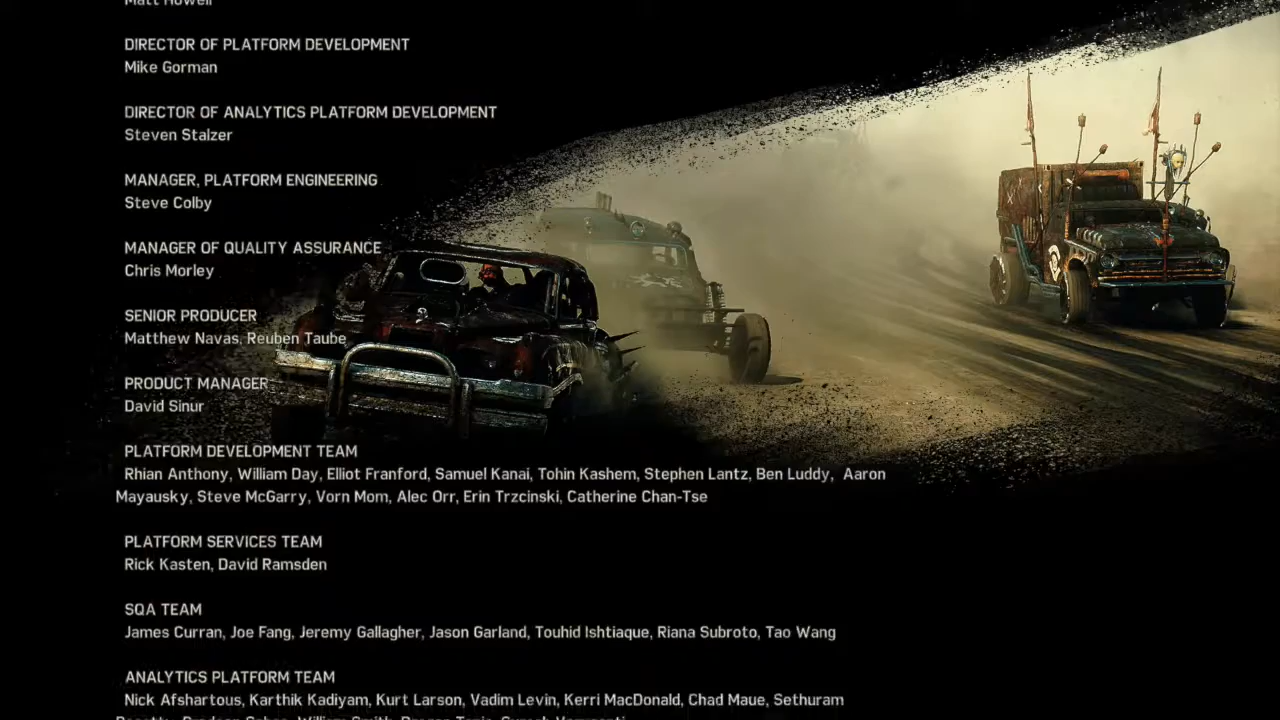 Matt Howell
DIRECTOR OF PLATFORM DEVELOPMENT
Mike Gorman
DIRECTOR OF ANALYTICS PLATFORM DEVELOPMENT
Steven Stalzer
MANAGER, PLATFORM ENGINEERING
Steve Colby
MANAGER OF QUALITY ASSURANCE
Chris Morley
SENIOR PRODUCER
Matthew Navas, Reuben Taube
PRODUCT MANAGER
David Sinur
PLATFORM DEVELOPMENT TEAM
Rhian Anthony, William Day, Elliot Franford, Samuel Kanai, Tohin Kashem, Stephen Lantz, Ben Luddy, Aaron
Mayausky, Steve McGarry, Vorn Mom, Alec Orr, Erin Trzcinski, Catherine Chan-Tse
PLATFORM SERVICES TEAM
Rick Kasten, David Ramsden
SQA TEAM
James Curran, Joe Fang, Jeremy Gallagher, Jason Garland, Touhid Ishtiaque, Riana Subroto, Tao Wang
ANALYTICS PLATFORM TEAM
Nick Afshartous, Karthik Kadiyam, Kurt Larson, Vadim Levin, Kerri MacDonald, Chad Maue, Sethuram
William Smith,